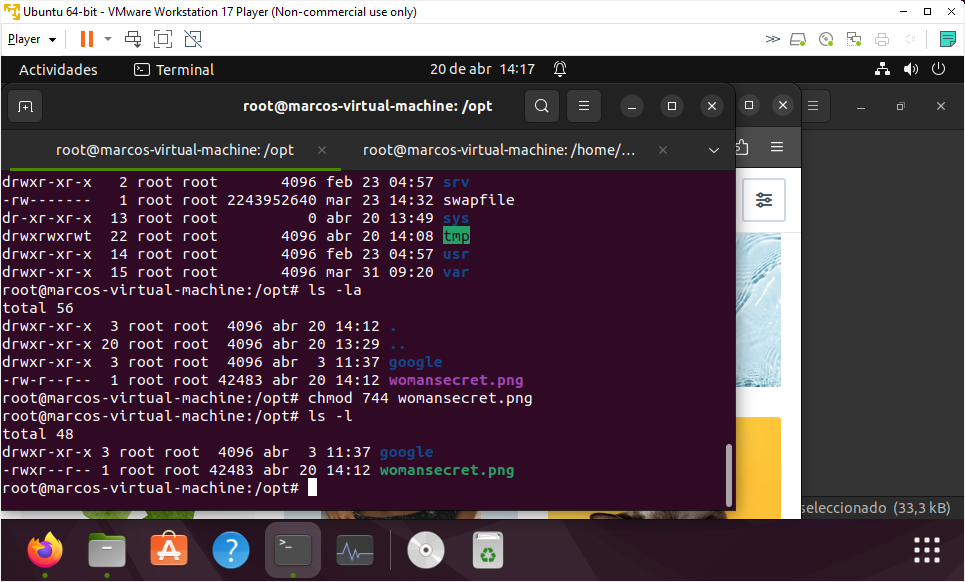 Ubuntu 64-bit - VMware Workstation 17 Player (Non-commercial use only)
Player
Actividades
Terminal
20 de abr 14:17
root@marcos-virtual-machine: /opt
root@marcos-virtual-machine: /opt
root@marcos-virtual-machine: /home/...
drwxr-xr-x   2 root root       4096 feb 23 04:57 srv
-rw-------   1 root root 2243952640 mar 23 14:32 swapfile
dr-xr-xr-x  13 root root          0 abr 20 13:49 sys
drwxrwxrwt  22 root root       4096 abr 20 14:08 tmp
drwxr-xr-x  14 root root       4096 feb 23 04:57 usr
drwxr-xr-x  15 root root       4096 mar 31 09:20 var
root@marcos-virtual-machine:/opt# ls -la
total 56
drwxr-xr-x  3 root root  4096 abr 20 14:12 .
drwxr-xr-x 20 root root  4096 abr 20 13:29 ..
drwxr-xr-x  3 root root  4096 abr  3 11:37 google
-rw-r--r--  1 root root 42483 abr 20 14:12 womansecret.png
root@marcos-virtual-machine:/opt# chmod 744 womansecret.png
root@marcos-virtual-machine:/opt# ls -l
total 48
drwxr-xr-x 3 root root  4096 abr  3 11:37 google
-rwxr--r-- 1 root root 42483 abr 20 14:12 womansecret.png
root@marcos-virtual-machine:/opt#
seleccionado (33,3 kB)